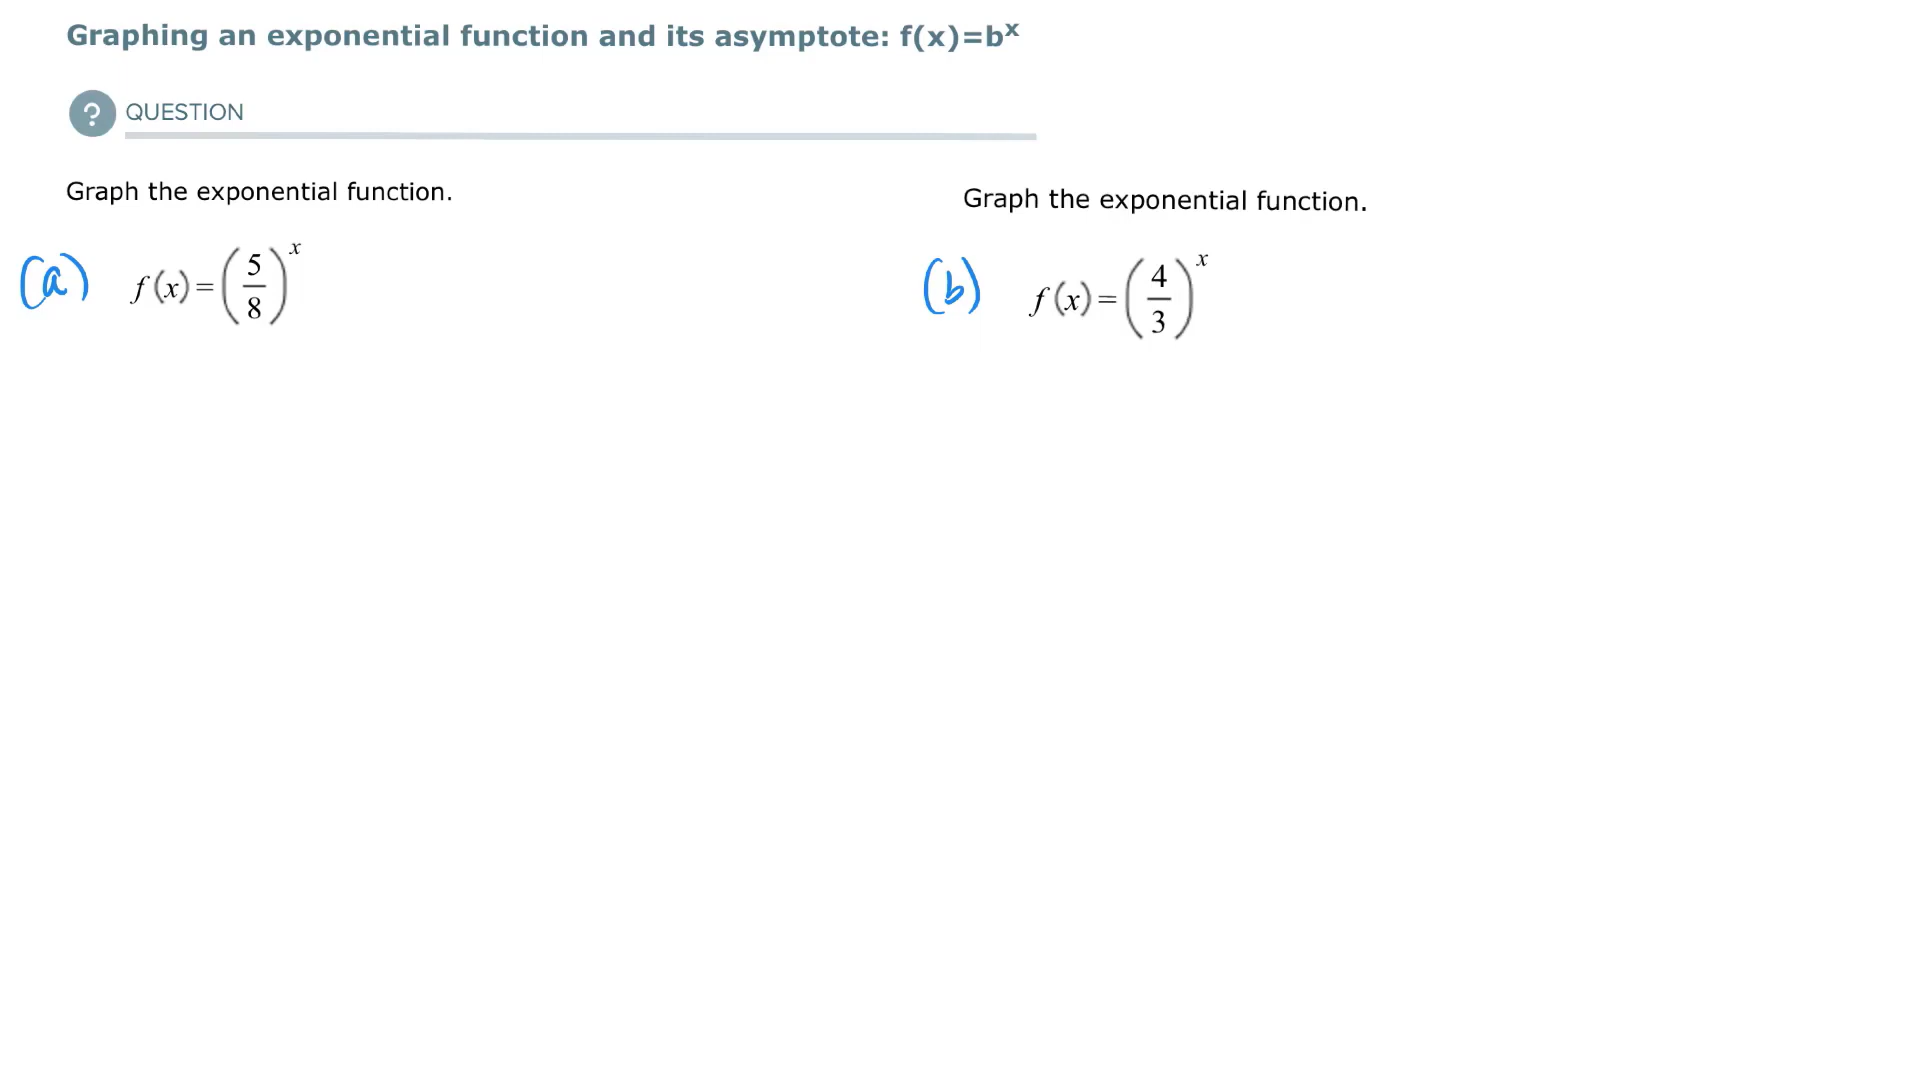 Graphing an exponential function and its asymptote: f(x)=bˣ
? QUESTION
Graph the exponential function.
(a) f(x)=(5/8)ˣ
Graph the exponential function.
(b) f(x)=(4/3)ˣ